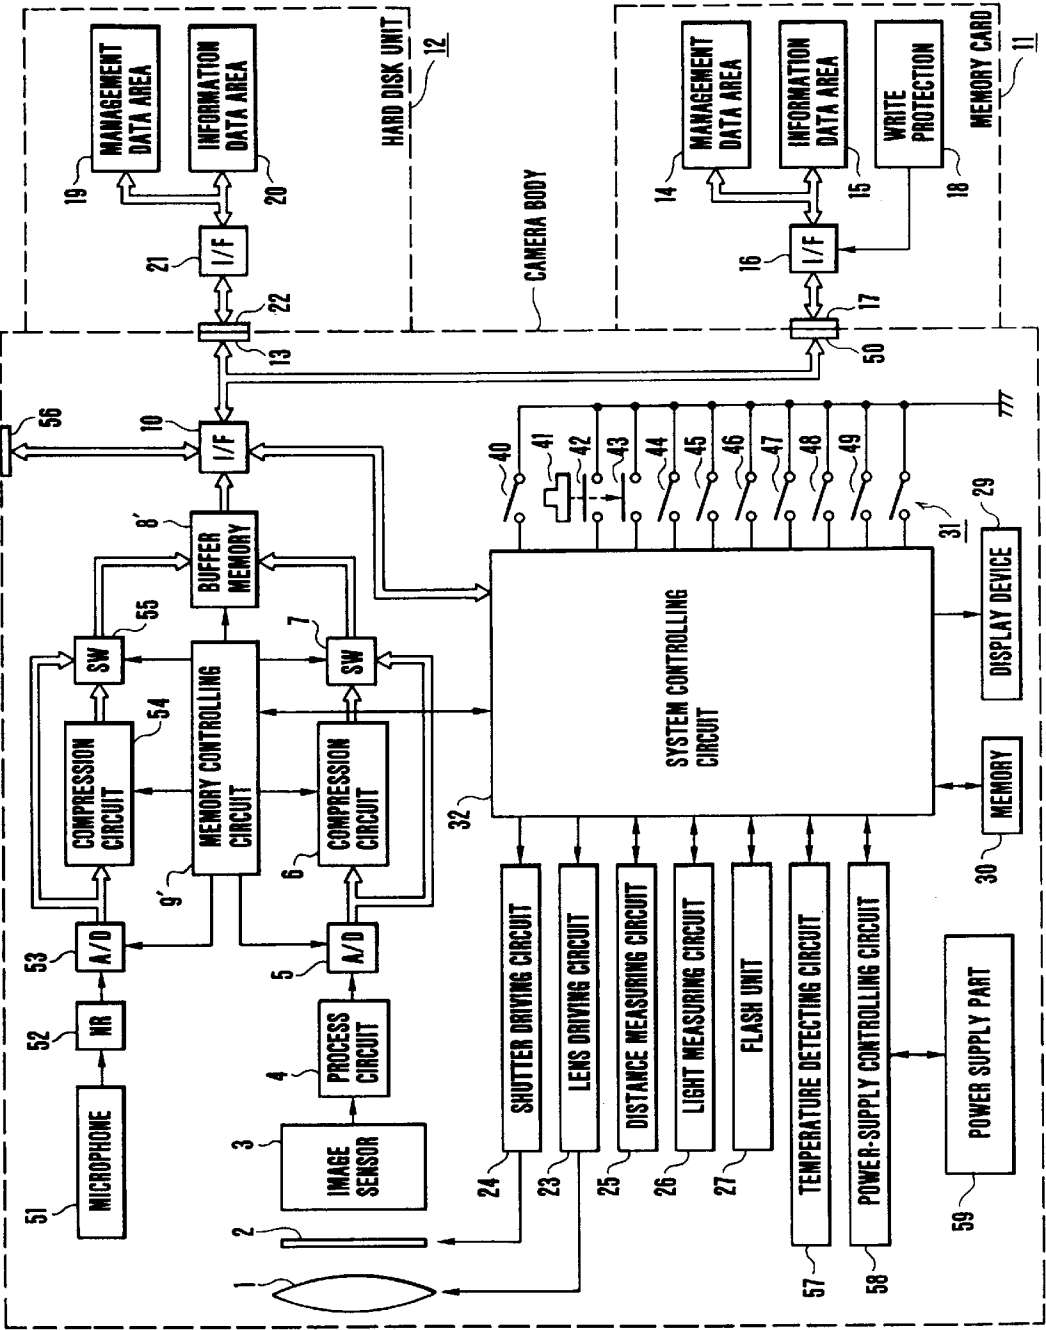 51
MICROPHONE
52
NR
53
A/D
COMPRESSION
CIRCUIT
54
SW
55
56
9′
MEMORY CONTROLLING
CIRCUIT
BUFFER
MEMORY
8′
I/F
10
13
22
21
I/F
19
MANAGEMENT
DATA AREA
INFORMATION
DATA AREA
20
HARD DISK UNIT
12
1
2
3
IMAGE
SENSOR
4
PROCESS
CIRCUIT
5
A/D
6
COMPRESSION
CIRCUIT
7
SW
CAMERA BODY
24
SHUTTER DRIVING CIRCUIT
23
LENS DRIVING CIRCUIT
25
DISTANCE MEASURING CIRCUIT
26
LIGHT MEASURING CIRCUIT
27
FLASH UNIT
57
TEMPERATURE DETECTING CIRCUIT
58
POWER-SUPPLY CONTROLLING CIRCUIT
59
POWER SUPPLY PART
32
SYSTEM CONTROLLING
CIRCUIT
30
MEMORY
29
DISPLAY DEVICE
40
41
42
43
44
45
46
47
48
49
31
50
17
16
I/F
14
MANAGEMENT
DATA AREA
INFORMATION
DATA AREA
15
WRITE
PROTECTION
18
MEMORY CARD
11